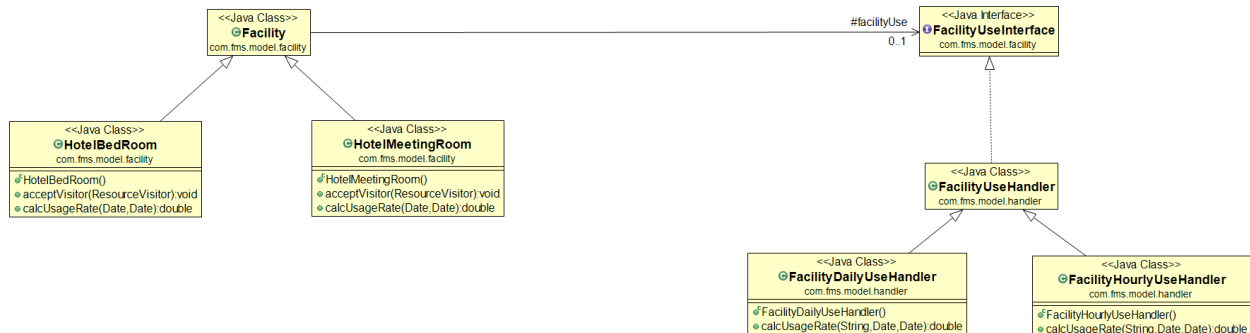 <<Java Class>>
Facility
com.fms.model.facility
#facilityUse
0..1
<<Java Interface>>
FacilityUseInterface
com.fms.model.facility
<<Java Class>>
HotelBedRoom
com.fms.model.facility
HotelBedRoom()
acceptVisitor(ResourceVisitor):void
calcUsageRate(Date,Date):double
<<Java Class>>
HotelMeetingRoom
com.fms.model.facility
HotelMeetingRoom()
acceptVisitor(ResourceVisitor):void
calcUsageRate(Date,Date):double
<<Java Class>>
FacilityUseHandler
com.fms.model.handler
<<Java Class>>
FacilityDailyUseHandler
com.fms.model.handler
FacilityDailyUseHandler()
calcUsageRate(String,Date,Date):double
<<Java Class>>
FacilityHourlyUseHandler
com.fms.model.handler
FacilityHourlyUseHandler()
calcUsageRate(String,Date,Date):double